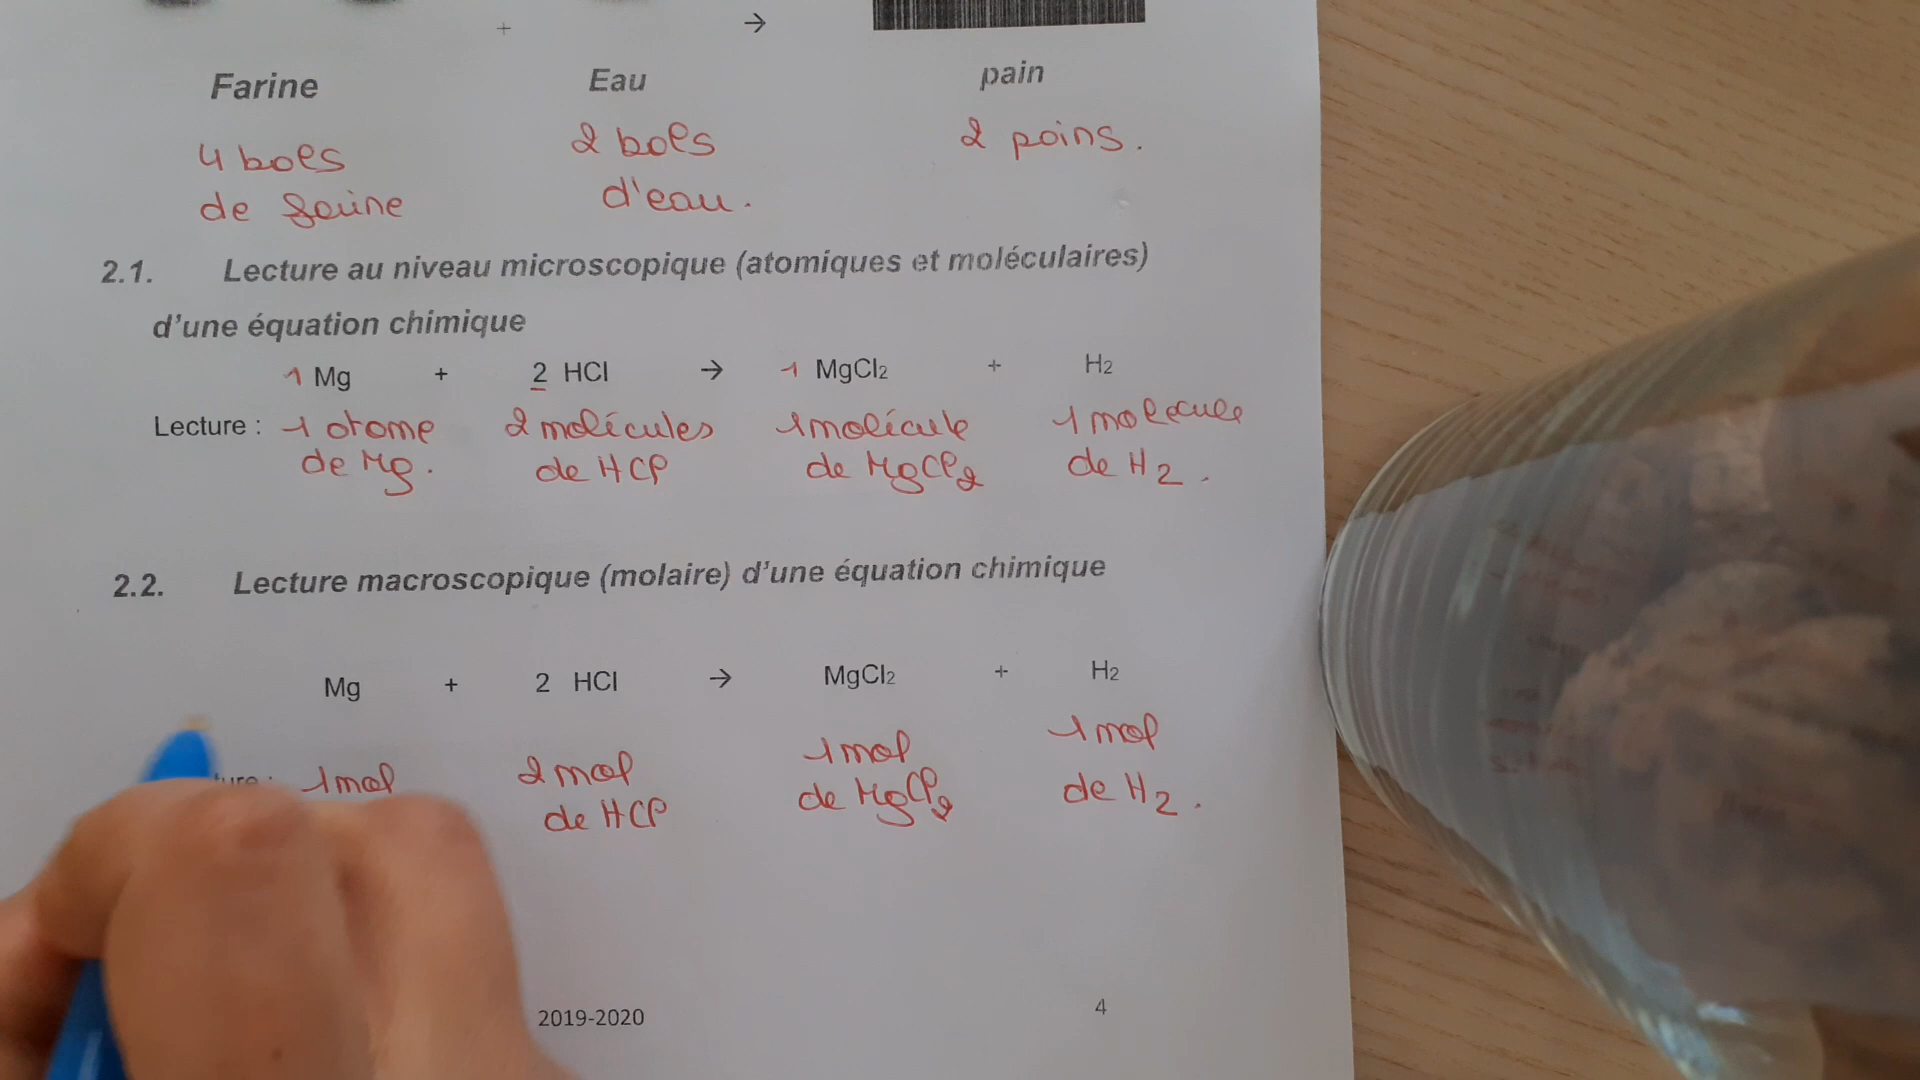 + →
Farine Eau pain
4 bols 2 bols 2 pains.
de farine d'eau.
2.1. Lecture au niveau microscopique (atomiques et moléculaires)
d'une équation chimique
1 Mg + 2 HCl → 1 MgCl2 + H2
Lecture : 1 atome 2 molécules 1 molécule 1 molecule
de Mg. de HCl de MgCl2 de H2.
2.2. Lecture macroscopique (molaire) d'une équation chimique
Mg + 2 HCl → MgCl2 + H2
1 mol 2 mol 1 mol 1 mol
de HCl de MgCl2 de H2.
2019-2020 4